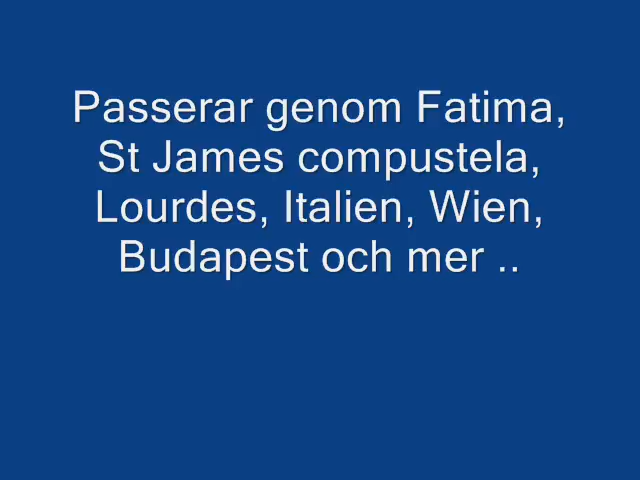 Passerar genom Fatima,
St James compustela,
Lourdes, Italien, Wien,
Budapest och mer ..